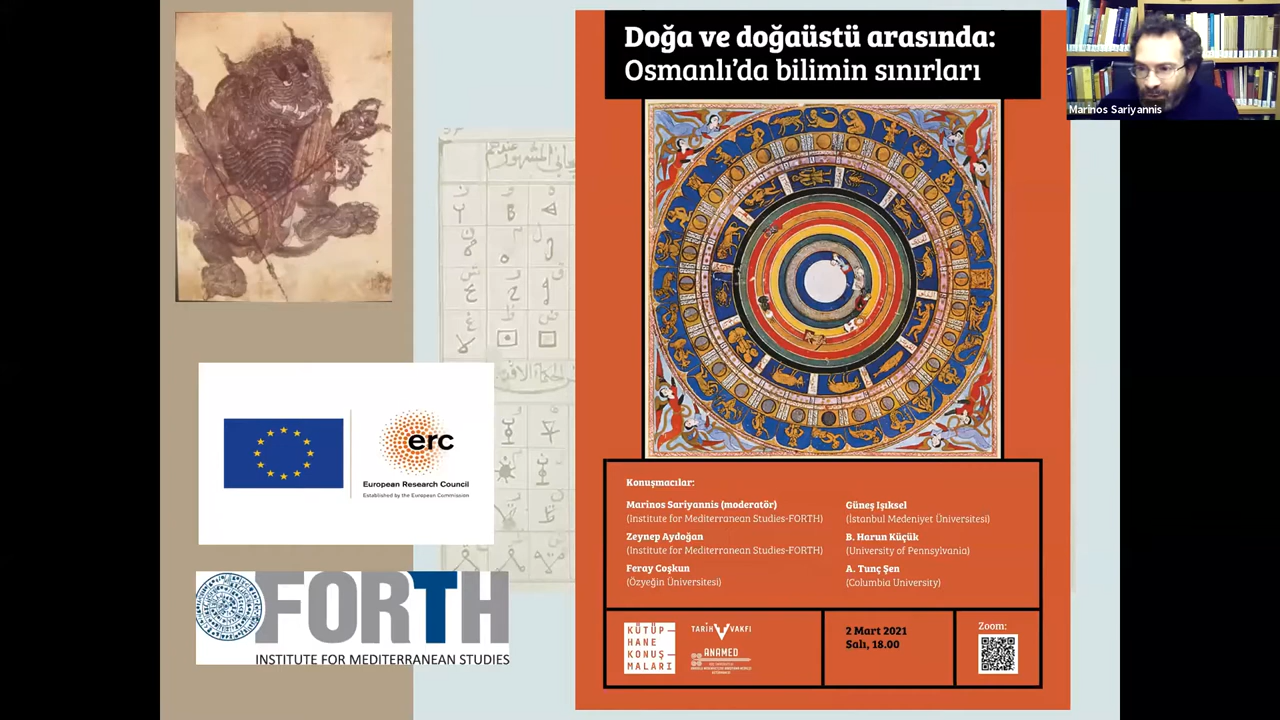 Doğa ve doğaüstü arasında:
Osmanlı’da bilimin sınırları
Marinos Sariyannis
erc
European Research Council
Established by the European Commission
FORTH
INSTITUTE FOR MEDITERRANEAN STUDIES
Konuşmacılar:
Marinos Sariyannis (moderatör)
(Institute for Mediterranean Studies-FORTH)
Zeynep Aydoğan
(Institute for Mediterranean Studies-FORTH)
Feray Coşkun
(Özyeğin Üniversitesi)
Güneş Işıksel
(İstanbul Medeniyet Üniversitesi)
B. Harun Küçük
(University of Pennsylvania)
A. Tunç Şen
(Columbia University)
KÜTÜP
HANE
KONUŞ
MALARI
TARİH VAKFI
ANAMED
2 Mart 2021
Salı, 18.00
Zoom: